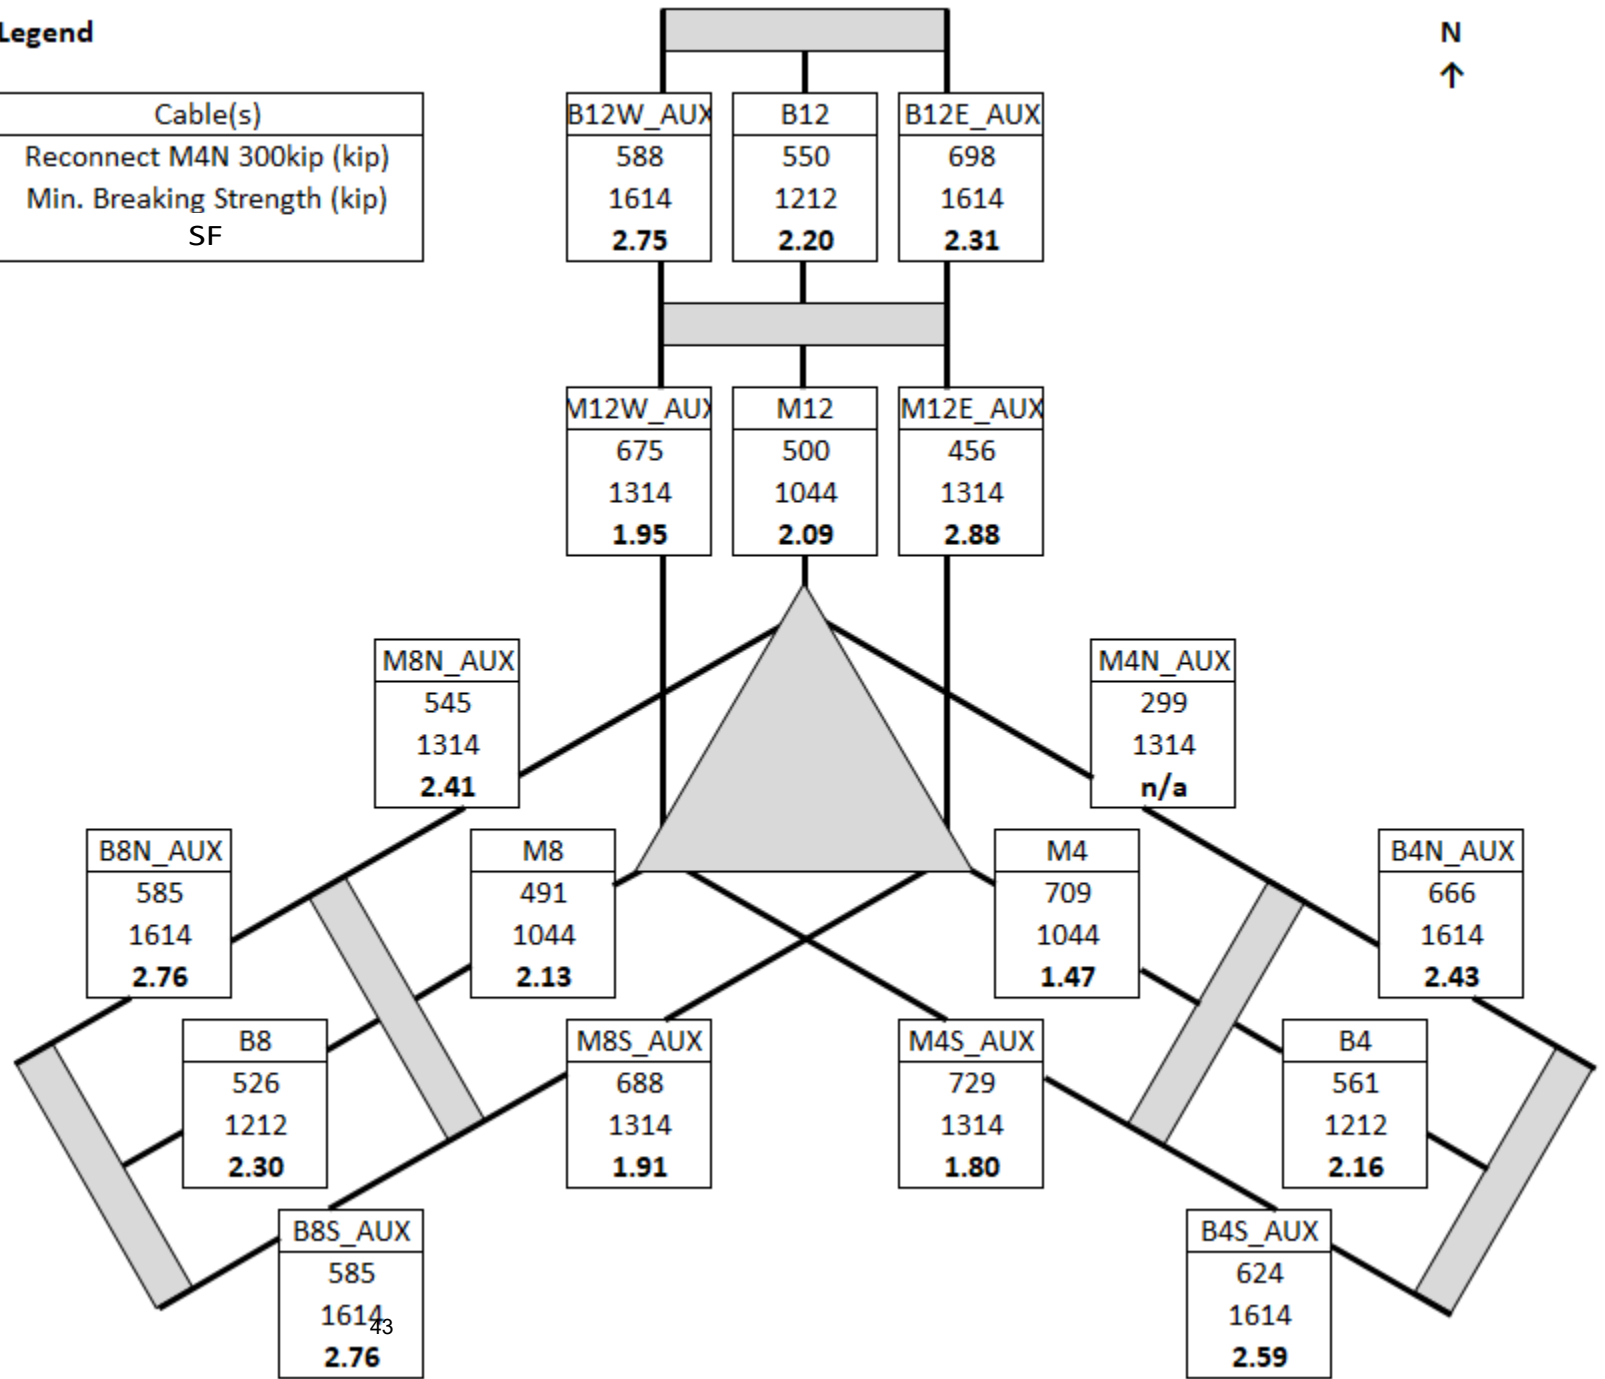 Legend
N
↑
Cable(s)
Reconnect M4N 300kip (kip)
Min. Breaking Strength (kip)
SF
B12W_AUX
588
1614
2.75
B12
550
1212
2.20
B12E_AUX
698
1614
2.31
M12W_AUX
675
1314
1.95
M12
500
1044
2.09
M12E_AUX
456
1314
2.88
M8N_AUX
545
1314
2.41
M4N_AUX
299
1314
n/a
B8N_AUX
585
1614
2.76
M8
491
1044
2.13
M4
709
1044
1.47
B4N_AUX
666
1614
2.43
B8
526
1212
2.30
M8S_AUX
688
1314
1.91
M4S_AUX
729
1314
1.80
B4
561
1212
2.16
B8S_AUX
585
1614
43
2.76
B4S_AUX
624
1614
2.59